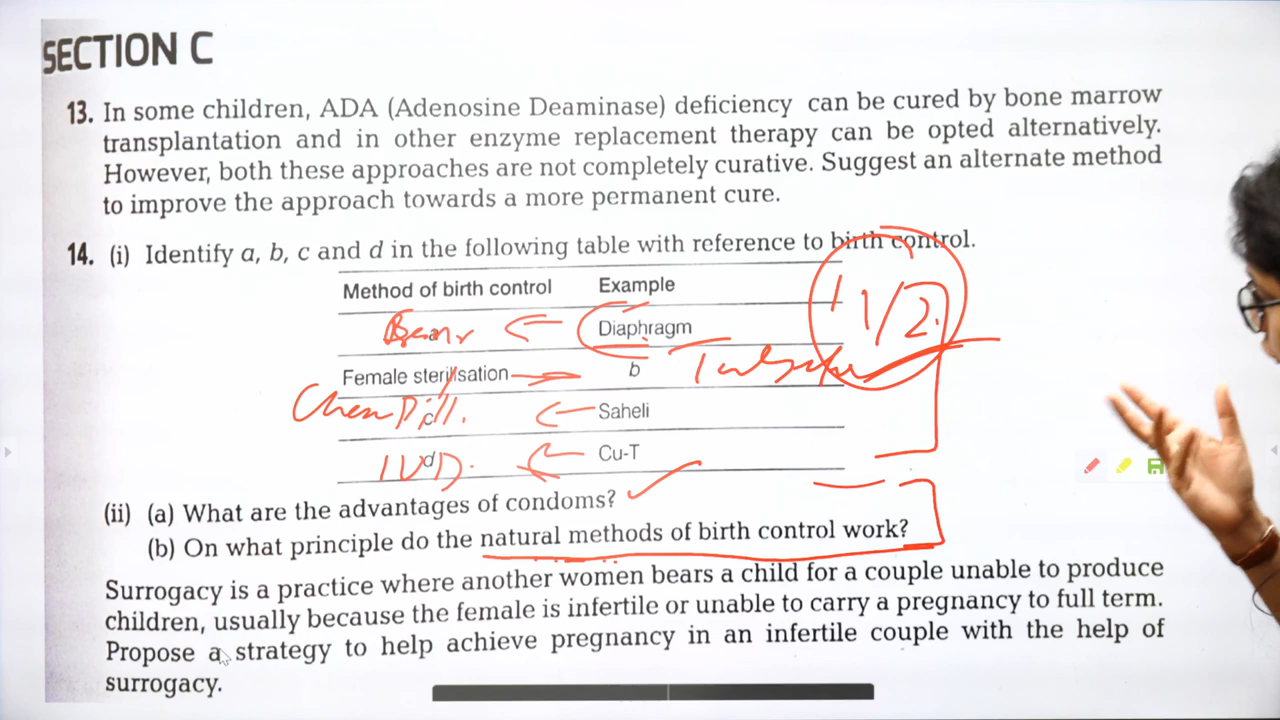 SECTION C
13. In some children, ADA (Adenosine Deaminase) deficiency can be cured by bone marrow
transplantation and in other enzyme replacement therapy can be opted alternatively.
However, both these approaches are not completely curative. Suggest an alternate method
to improve the approach towards a more permanent cure.
14. (i) Identify a, b, c and d in the following table with reference to birth control.
Method of birth control Example
a Diaphragm
1 1/2
Female sterilisation b
c Saheli
IUD d Cu-T
(ii) (a) What are the advantages of condoms?
(b) On what principle do the natural methods of birth control work?
Surrogacy is a practice where another women bears a child for a couple unable to produce
children, usually because the female is infertile or unable to carry a pregnancy to full term.
Propose a strategy to help achieve pregnancy in an infertile couple with the help of
surrogacy.